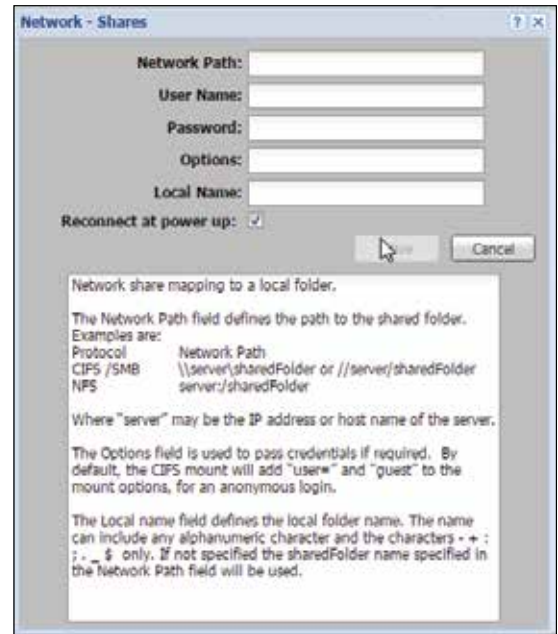 Network - Shares
? x
Network Path:
User Name:
Password:
Options:
Local Name:
Reconnect at power up:
Cancel
Network share mapping to a local folder.
The Network Path field defines the path to the shared folder.
Examples are:
Protocol Network Path
CIFS /SMB \\server\sharedFolder or //server/sharedFolder
NFS server:/sharedFolder
Where "server" may be the IP address or host name of the server.
The Options field is used to pass credentials if required. By
default, the CIFS mount will add "user=" and "guest" to the
mount options, for an anonymous login.
The Local name field defines the local folder name. The name
can include any alphanumeric character and the characters - + :
; . _ $ only. If not specified the sharedFolder name specified in
the Network Path field will be used.